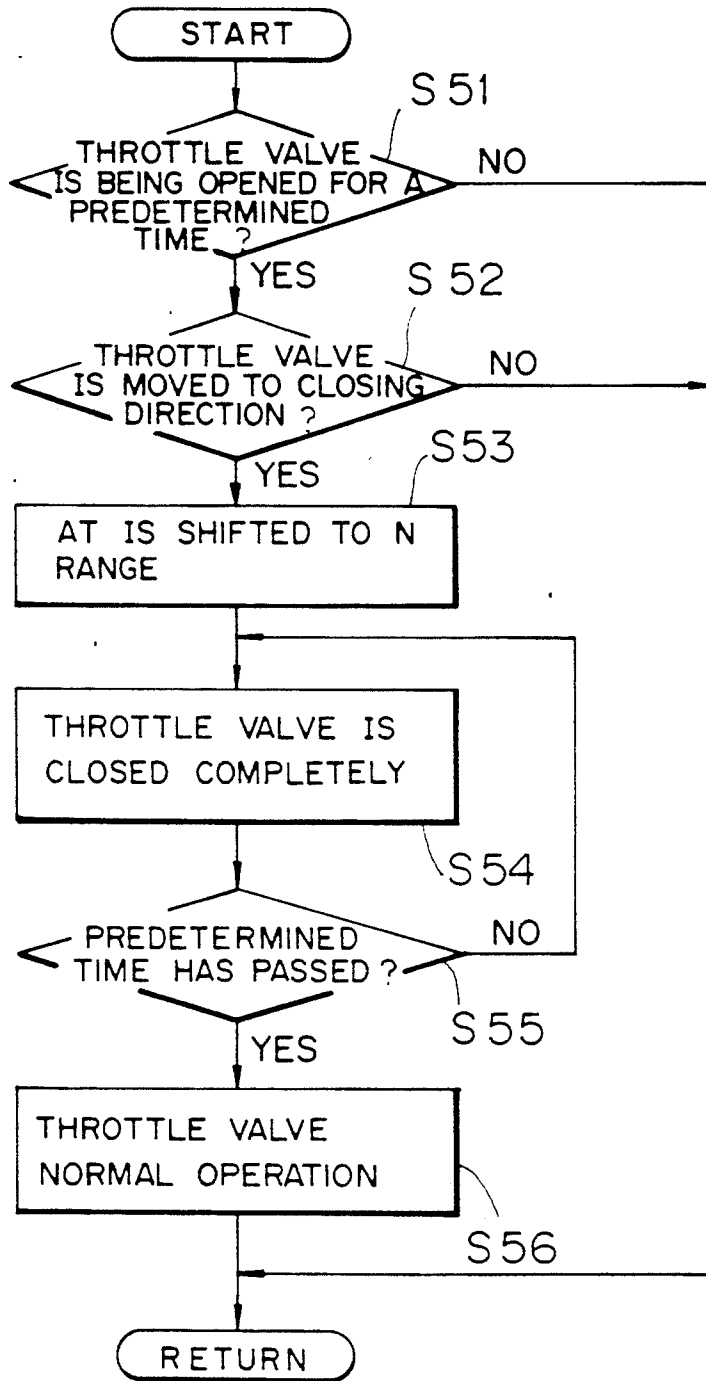 START
S51
THROTTLE VALVE
IS BEING OPENED FOR A
PREDETERMINED
TIME ?
NO
YES
S52
THROTTLE VALVE
IS MOVED TO CLOSING
DIRECTION ?
NO
YES
S53
AT IS SHIFTED TO N
RANGE
THROTTLE VALVE IS
CLOSED COMPLETELY
S54
PREDETERMINED
TIME HAS PASSED ?
NO
S55
YES
THROTTLE VALVE
NORMAL OPERATION
S56
RETURN